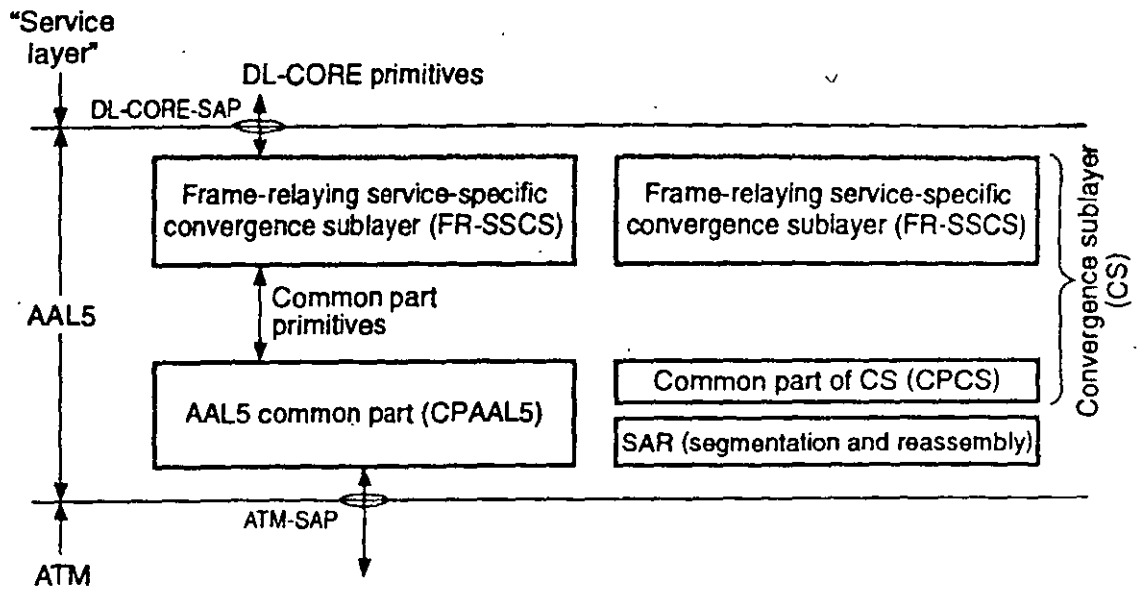 "Service
layer"
DL-CORE primitives
DL-CORE-SAP
Frame-relaying service-specific
convergence sublayer (FR-SSCS)
Frame-relaying service-specific
convergence sublayer (FR-SSCS)
Convergence sublayer
(CS)
AAL5
Common part
primitives
AAL5 common part (CPAAL5)
Common part of CS (CPCS)
SAR (segmentation and reassembly)
ATM-SAP
ATM